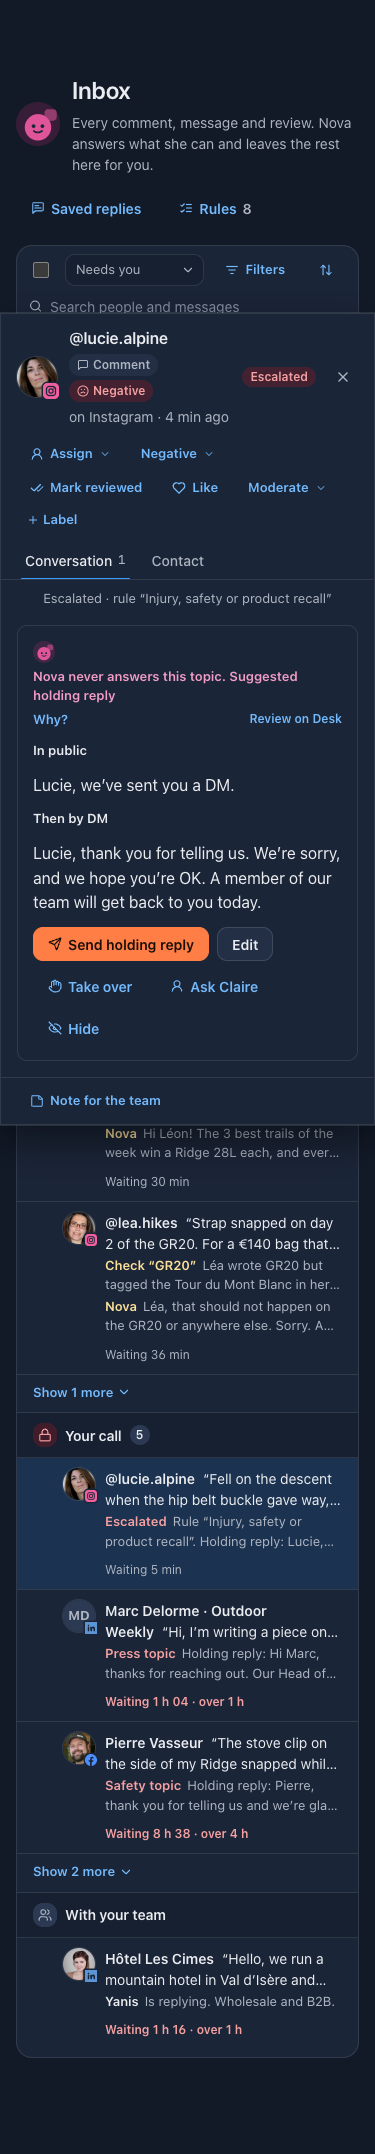 Inbox
Every comment, message and review. Nova
answers what she can and leaves the rest
here for you.
Saved replies
Rules 8
Needs you
Filters
Search people and messages
@lucie.alpine
Comment
Negative
Escalated
on Instagram · 4 min ago
Assign
Negative
Mark reviewed
Like
Moderate
+ Label
Conversation 1
Contact
Escalated · rule “Injury, safety or product recall”
Nova never answers this topic. Suggested
holding reply
Why?
Review on Desk
In public
Lucie, we’ve sent you a DM.
Then by DM
Lucie, thank you for telling us. We’re sorry,
and we hope you’re OK. A member of our
team will get back to you today.
Send holding reply
Edit
Take over
Ask Claire
Hide
Note for the team
Nova Hi Léon! The 3 best trails of the
week win a Ridge 28L each, and ever…
Waiting 30 min
@lea.hikes “Strap snapped on day
2 of the GR20. For a €140 bag that…
Check “GR20” Léa wrote GR20 but
tagged the Tour du Mont Blanc in her…
Nova Léa, that should not happen on
the GR20 or anywhere else. Sorry. A…
Waiting 36 min
Show 1 more
Your call 5
@lucie.alpine “Fell on the descent
when the hip belt buckle gave way,…
Escalated Rule “Injury, safety or
product recall”. Holding reply: Lucie,…
Waiting 5 min
MD
Marc Delorme · Outdoor
Weekly “Hi, I’m writing a piece on…
Press topic Holding reply: Hi Marc,
thanks for reaching out. Our Head of…
Waiting 1 h 04 · over 1 h
Pierre Vasseur “The stove clip on
the side of my Ridge snapped whil…
Safety topic Holding reply: Pierre,
thank you for telling us and we’re gla…
Waiting 8 h 38 · over 4 h
Show 2 more
With your team
Hôtel Les Cimes “Hello, we run a
mountain hotel in Val d’Isère and…
Yanis Is replying. Wholesale and B2B.
Waiting 1 h 16 · over 1 h